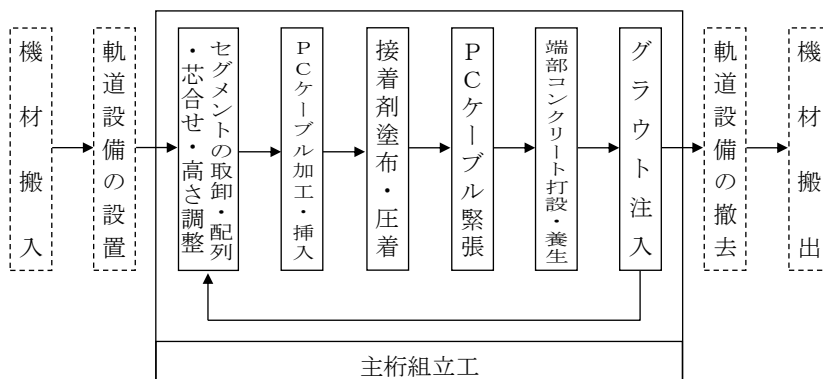 機材搬入
軌道設備の設置
セグメントの取卸・配列
・芯合せ・高さ調整
PCケーブル加工・挿入
接着剤塗布・圧着
PCケーブル緊張
端部コンクリート打設・養生
グラウト注入
軌道設備の撤去
機材搬出
主桁組立工